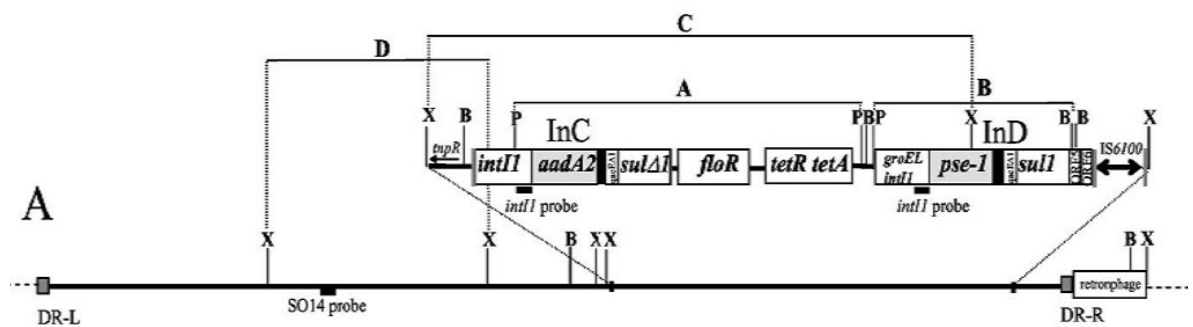 C
D
A B
X B P P B P X B B X
InC InD
tnpR intI1 aadA2 qacEΔ1 sulΔ1 floR tetR tetA groEL intI1 pse-1 qacEΔ1 sul1 ORF5 ORF6 IS6100
intI1 probe intI1 probe
A
X X B X X B X
retronphage
SO14 probe
DR-L DR-R